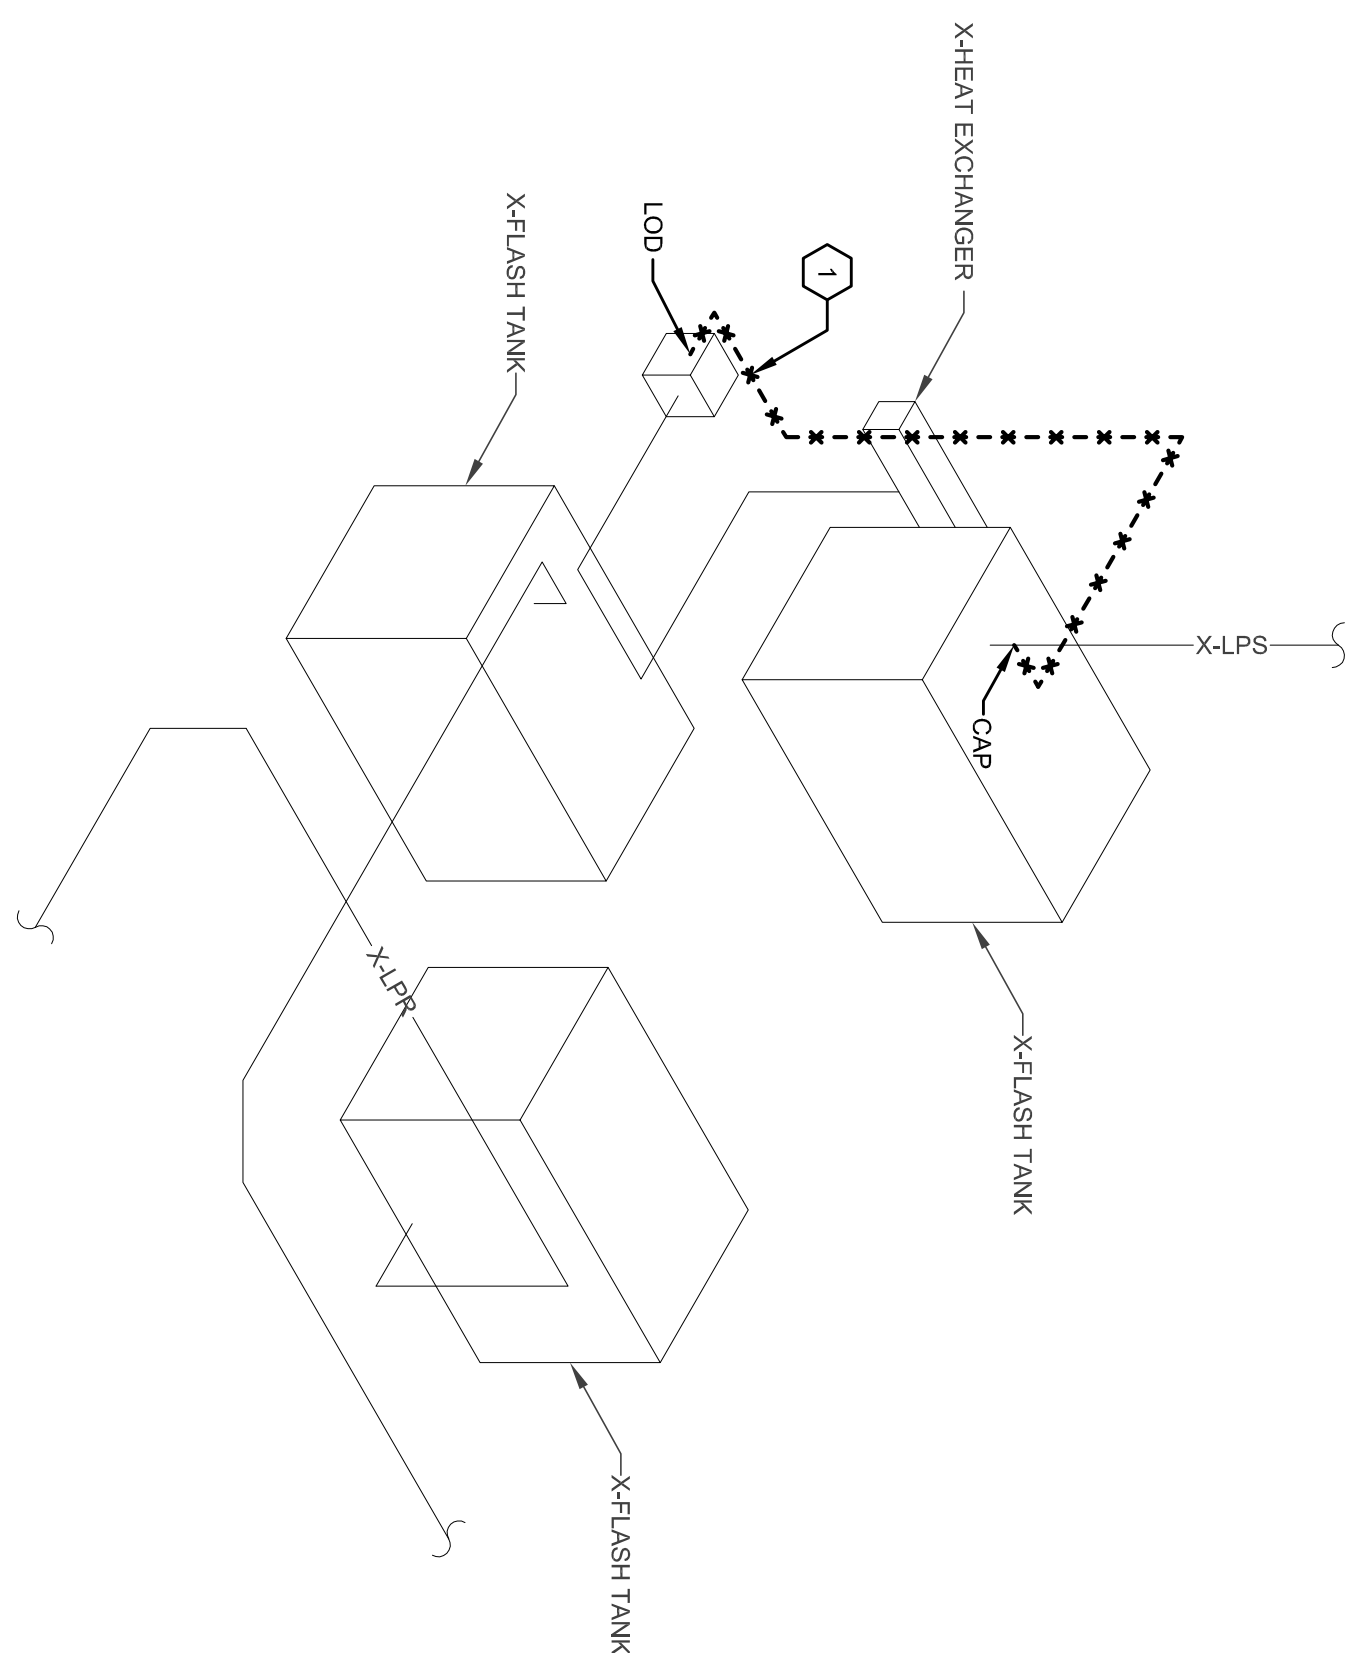 X-HEAT EXCHANGER
X-FLASH TANK
LOD
1
X-LPS
CAP
X-LPR
X-FLASH TANK
X-FLASH TANK